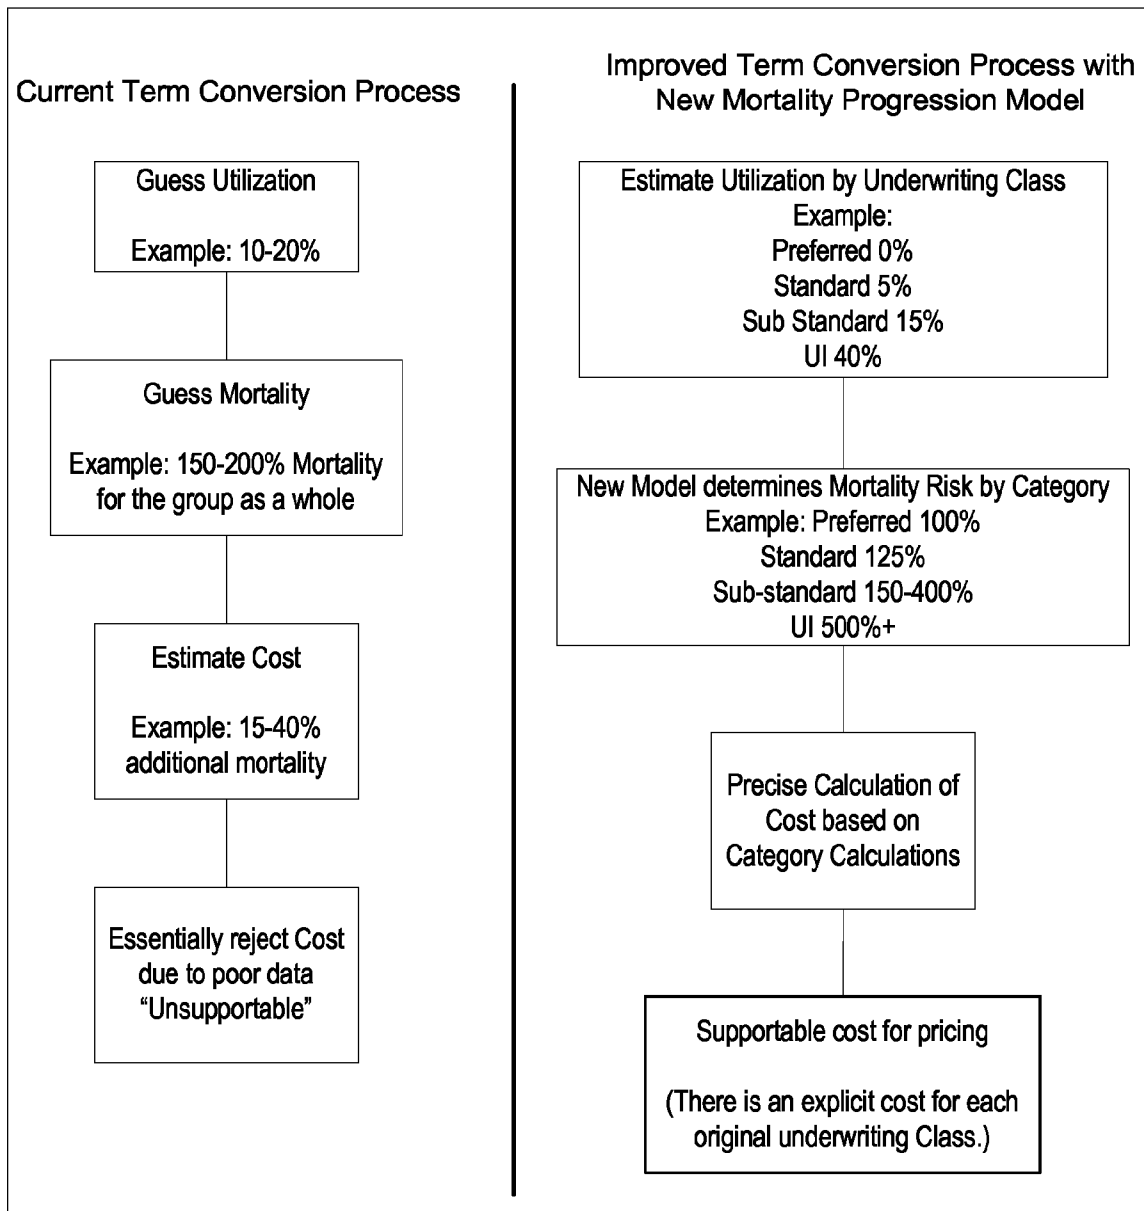 Current Term Conversion Process
Guess Utilization
Example: 10-20%
Guess Mortality
Example: 150-200% Mortality
for the group as a whole
Estimate Cost
Example: 15-40%
additional mortality
Essentially reject Cost
due to poor data
“Unsupportable”
Improved Term Conversion Process with
New Mortality Progression Model
Estimate Utilization by Underwriting Class
Example:
Preferred 0%
Standard 5%
Sub Standard 15%
UI 40%
New Model determines Mortality Risk by Category
Example: Preferred 100%
Standard 125%
Sub-standard 150-400%
UI 500%+
Precise Calculation of
Cost based on
Category Calculations
Supportable cost for pricing
(There is an explicit cost for each
original underwriting Class.)